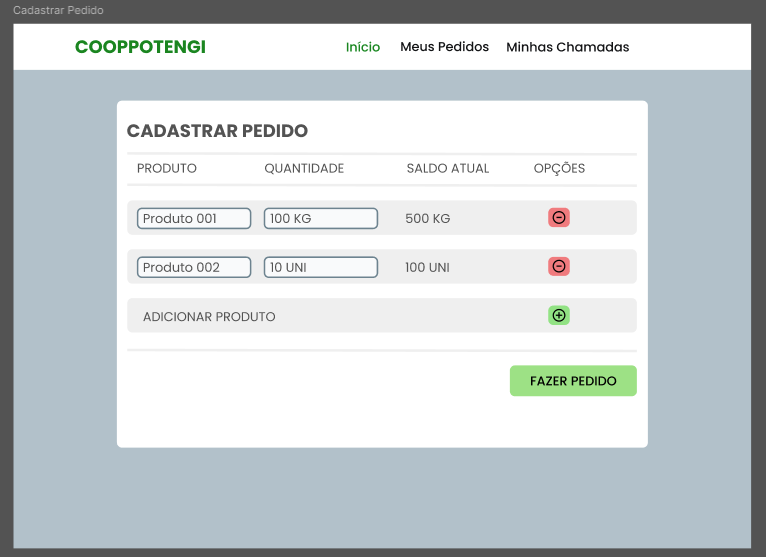 Cadastrar Pedido
COOPPOTENGI Início Meus Pedidos Minhas Chamadas
CADASTRAR PEDIDO
PRODUTO QUANTIDADE SALDO ATUAL OPÇÕES
Produto 001 100 KG 500 KG
Produto 002 10 UNI 100 UNI
ADICIONAR PRODUTO
FAZER PEDIDO